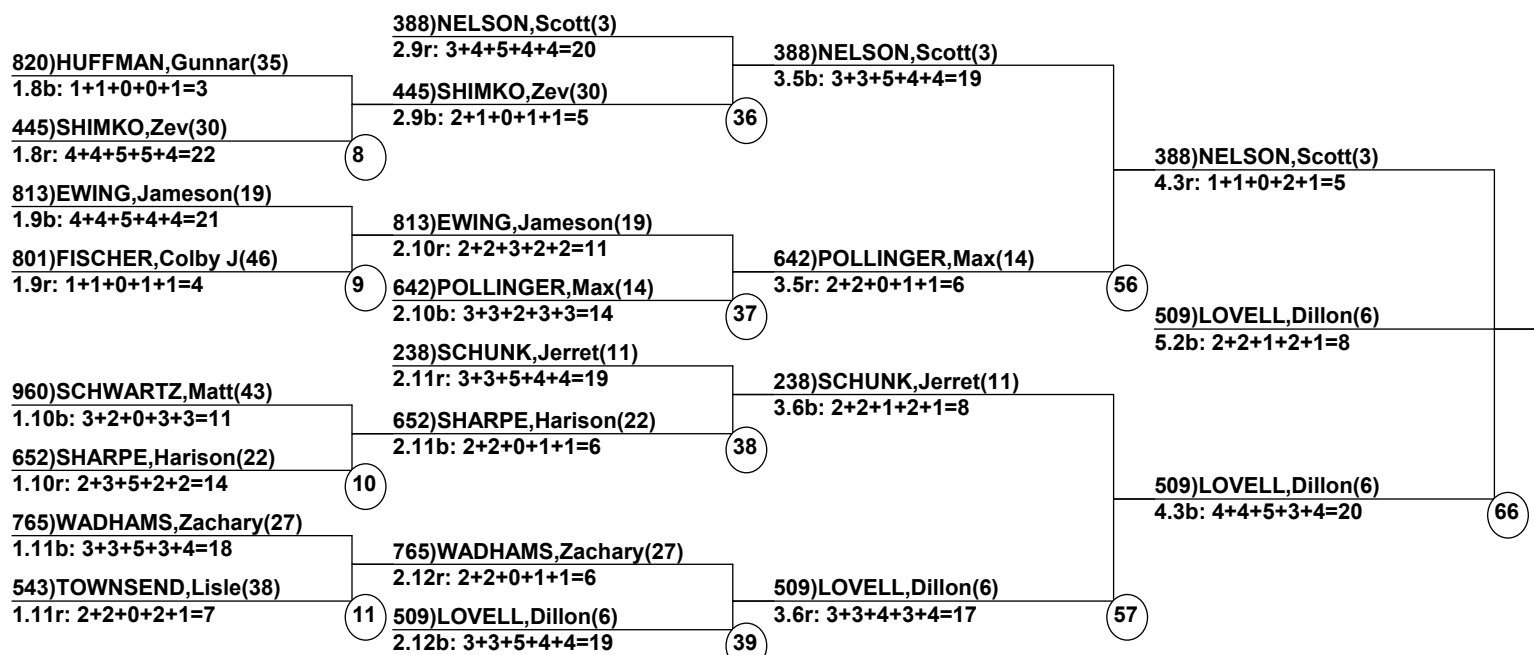 820)HUFFMAN,Gunnar(35)
1.8b: 1+1+0+0+1=3
445)SHIMKO,Zev(30)
1.8r: 4+4+5+5+4=22
8
813)EWING,Jameson(19)
1.9b: 4+4+5+4+4=21
801)FISCHER,Colby J(46)
1.9r: 1+1+0+1+1=4
9
960)SCHWARTZ,Matt(43)
1.10b: 3+2+0+3+3=11
652)SHARPE,Harison(22)
1.10r: 2+3+5+2+2=14
10
765)WADHAMS,Zachary(27)
1.11b: 3+3+5+3+4=18
543)TOWNSEND,Lisle(38)
1.11r: 2+2+0+2+1=7
11
388)NELSON,Scott(3)
2.9r: 3+4+5+4+4=20
445)SHIMKO,Zev(30)
2.9b: 2+1+0+1+1=5
36
813)EWING,Jameson(19)
2.10r: 2+2+3+2+2=11
642)POLLINGER,Max(14)
2.10b: 3+3+2+3+3=14
37
238)SCHUNK,Jerret(11)
2.11r: 3+3+5+4+4=19
652)SHARPE,Harison(22)
2.11b: 2+2+0+1+1=6
38
765)WADHAMS,Zachary(27)
2.12r: 2+2+0+1+1=6
509)LOVELL,Dillon(6)
2.12b: 3+3+5+4+4=19
39
388)NELSON,Scott(3)
3.5b: 3+3+5+4+4=19
642)POLLINGER,Max(14)
3.5r: 2+2+0+1+1=6
56
238)SCHUNK,Jerret(11)
3.6b: 2+2+1+2+1=8
509)LOVELL,Dillon(6)
3.6r: 3+3+4+3+4=17
57
388)NELSON,Scott(3)
4.3r: 1+1+0+2+1=5
509)LOVELL,Dillon(6)
5.2b: 2+2+1+2+1=8
509)LOVELL,Dillon(6)
4.3b: 4+4+5+3+4=20
66